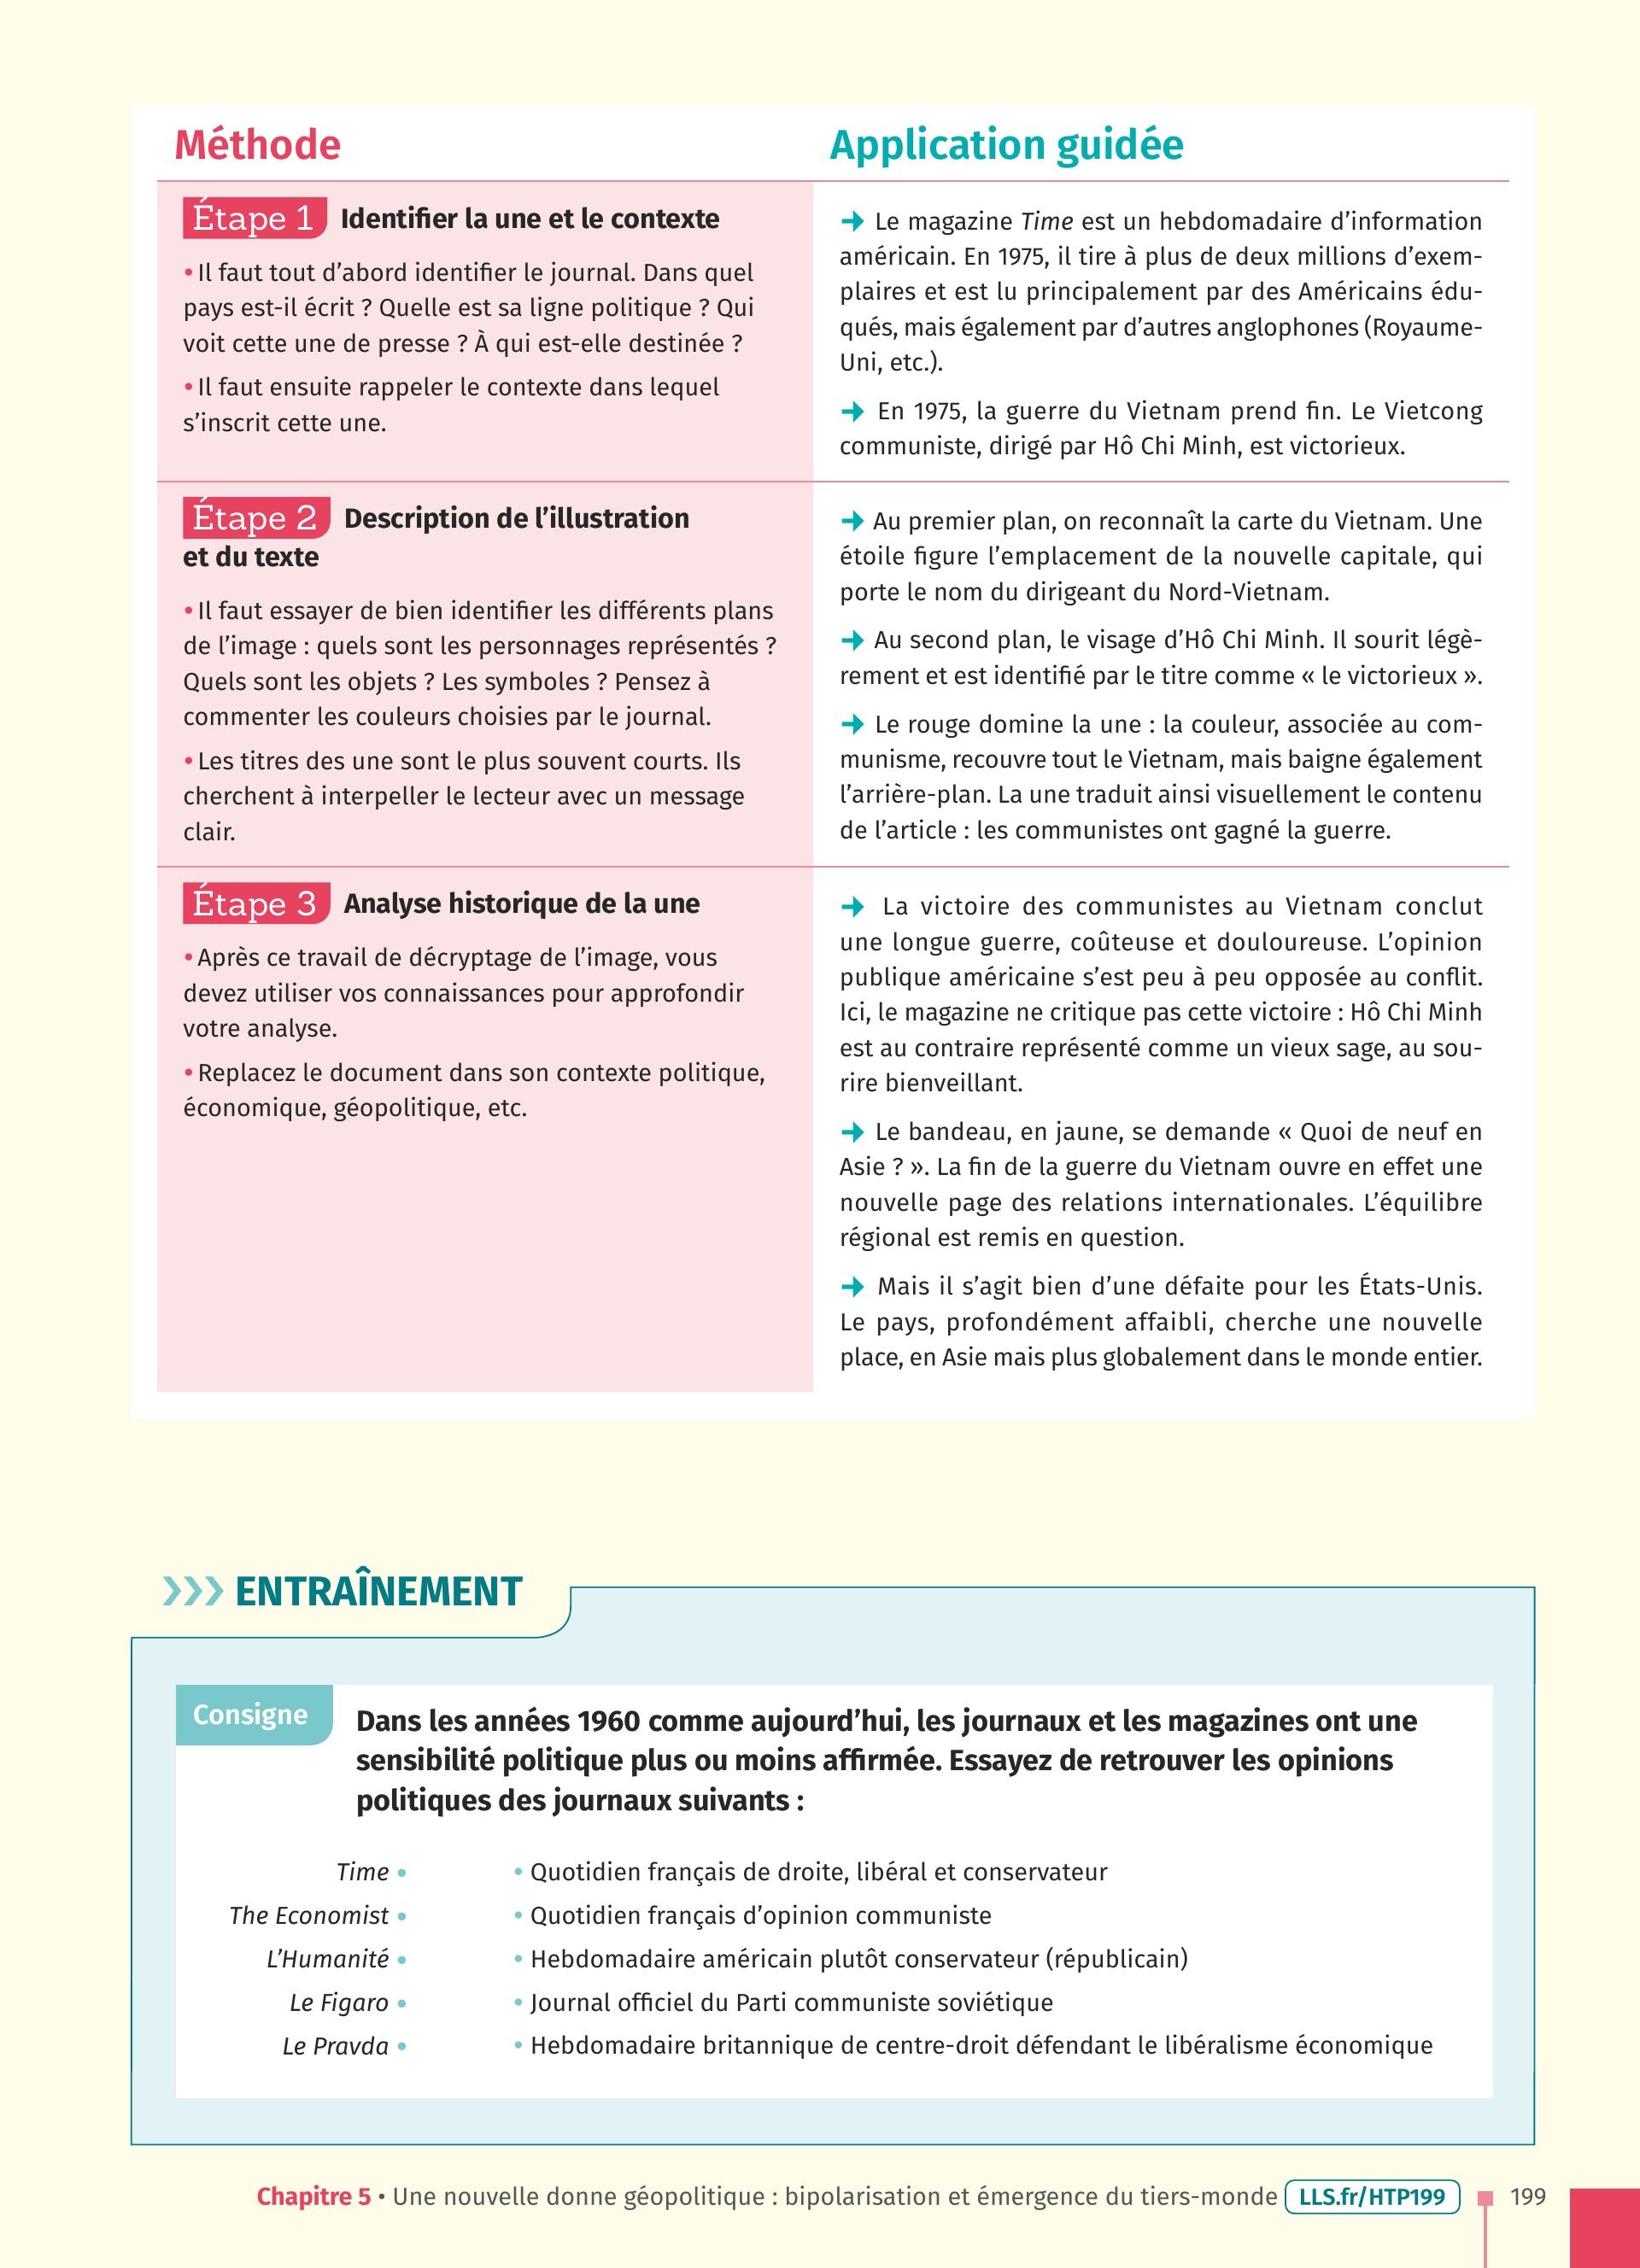 Méthode
Application guidée
Étape 1 Identifier la une et le contexte
• Il faut tout d’abord identifier le journal. Dans quel
pays est-il écrit ? Quelle est sa ligne politique ? Qui
voit cette une de presse ? À qui est-elle destinée ?
• Il faut ensuite rappeler le contexte dans lequel
s’inscrit cette une.
➔ Le magazine Time est un hebdomadaire d’information
américain. En 1975, il tire à plus de deux millions d’exem-
plaires et est lu principalement par des Américains édu-
qués, mais également par d’autres anglophones (Royaume-
Uni, etc.).
➔ En 1975, la guerre du Vietnam prend fin. Le Vietcong
communiste, dirigé par Hô Chi Minh, est victorieux.
Étape 2 Description de l’illustration
et du texte
• Il faut essayer de bien identifier les différents plans
de l’image : quels sont les personnages représentés ?
Quels sont les objets ? Les symboles ? Pensez à
commenter les couleurs choisies par le journal.
• Les titres des une sont le plus souvent courts. Ils
cherchent à interpeller le lecteur avec un message
clair.
➔ Au premier plan, on reconnaît la carte du Vietnam. Une
étoile figure l’emplacement de la nouvelle capitale, qui
porte le nom du dirigeant du Nord-Vietnam.
➔ Au second plan, le visage d’Hô Chi Minh. Il sourit légè-
rement et est identifié par le titre comme « le victorieux ».
➔ Le rouge domine la une : la couleur, associée au com-
munisme, recouvre tout le Vietnam, mais baigne également
l’arrière-plan. La une traduit ainsi visuellement le contenu
de l’article : les communistes ont gagné la guerre.
Étape 3 Analyse historique de la une
• Après ce travail de décryptage de l’image, vous
devez utiliser vos connaissances pour approfondir
votre analyse.
• Replacez le document dans son contexte politique,
économique, géopolitique, etc.
➔ La victoire des communistes au Vietnam conclut
une longue guerre, coûteuse et douloureuse. L’opinion
publique américaine s’est peu à peu opposée au conflit.
Ici, le magazine ne critique pas cette victoire : Hô Chi Minh
est au contraire représenté comme un vieux sage, au sou-
rire bienveillant.
➔ Le bandeau, en jaune, se demande « Quoi de neuf en
Asie ? ». La fin de la guerre du Vietnam ouvre en effet une
nouvelle page des relations internationales. L’équilibre
régional est remis en question.
➔ Mais il s’agit bien d’une défaite pour les États-Unis.
Le pays, profondément affaibli, cherche une nouvelle
place, en Asie mais plus globalement dans le monde entier.
ENTRAÎNEMENT
Consigne
Dans les années 1960 comme aujourd’hui, les journaux et les magazines ont une
sensibilité politique plus ou moins affirmée. Essayez de retrouver les opinions
politiques des journaux suivants :
Time • • Quotidien français de droite, libéral et conservateur
The Economist • • Quotidien français d’opinion communiste
L’Humanité • • Hebdomadaire américain plutôt conservateur (républicain)
Le Figaro • • Journal officiel du Parti communiste soviétique
Le Pravda • • Hebdomadaire britannique de centre-droit défendant le libéralisme économique
Chapitre 5 • Une nouvelle donne géopolitique : bipolarisation et émergence du tiers-monde LLS.fr/HTP199 199